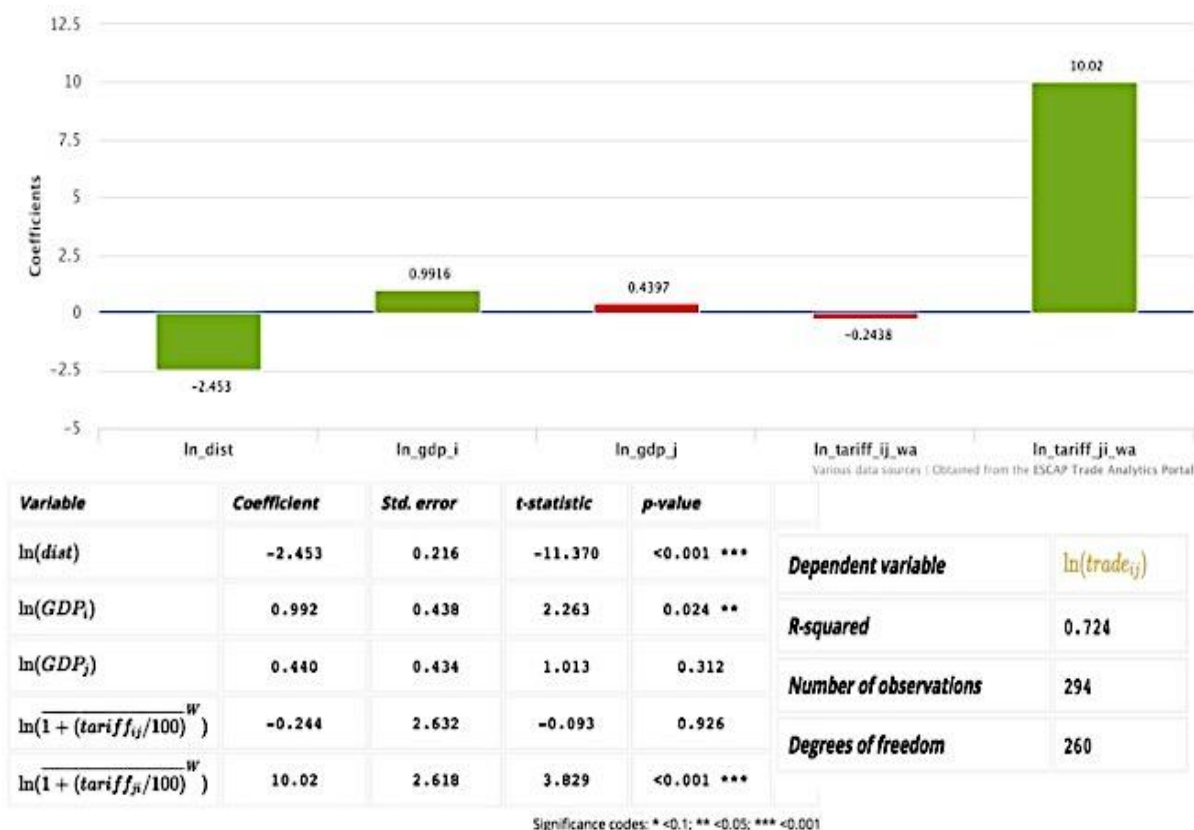 12.5
10
7.5
5
2.5
0
-2.5
-5
Coefficients
10.02
0.9916
0.4397
-0.2438
-2.453
ln_dist ln_gdp_i ln_gdp_j ln_tariff_ij_wa ln_tariff_ji_wa
Various data sources | Obtained from the ESCAP Trade Analytics Portal
Variable Coefficient Std. error t-statistic p-value
ln(dist) -2.453 0.216 -11.370 <0.001 ***
ln(GDP_i) 0.992 0.438 2.263 0.024 **
ln(GDP_j) 0.440 0.434 1.013 0.312
ln(1 + (tariff_ij/100)^W) -0.244 2.632 -0.093 0.926
ln(1 + (tariff_ji/100)^W) 10.02 2.618 3.829 <0.001 ***
Significance codes: * <0.1; ** <0.05; *** <0.001
Dependent variable ln(trade_ij)
R-squared 0.724
Number of observations 294
Degrees of freedom 260